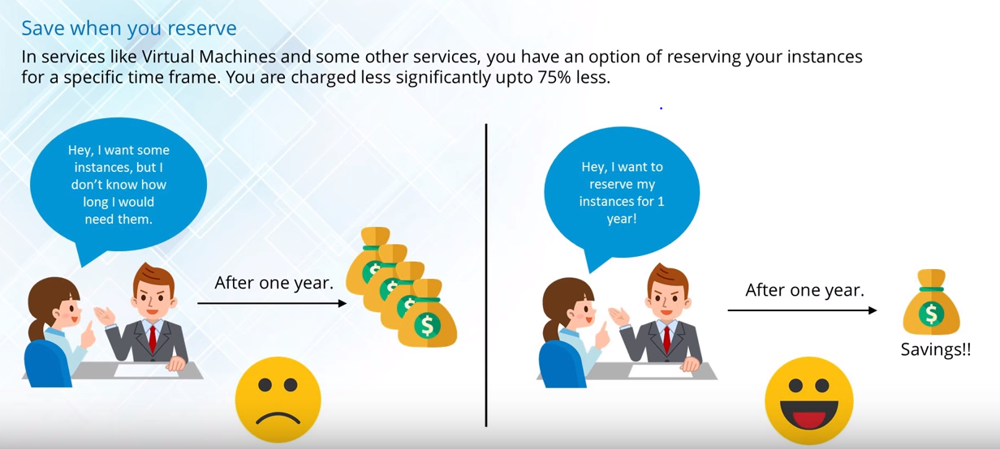 Save when you reserve
In services like Virtual Machines and some other services, you have an option of reserving your instances
for a specific time frame. You are charged less significantly upto 75% less.
Hey, I want some
instances, but I
don't know how
long I would
need them.
After one year.
$
$
$
$
Hey, I want to
reserve my
instances for 1
year!
After one year.
$
Savings!!